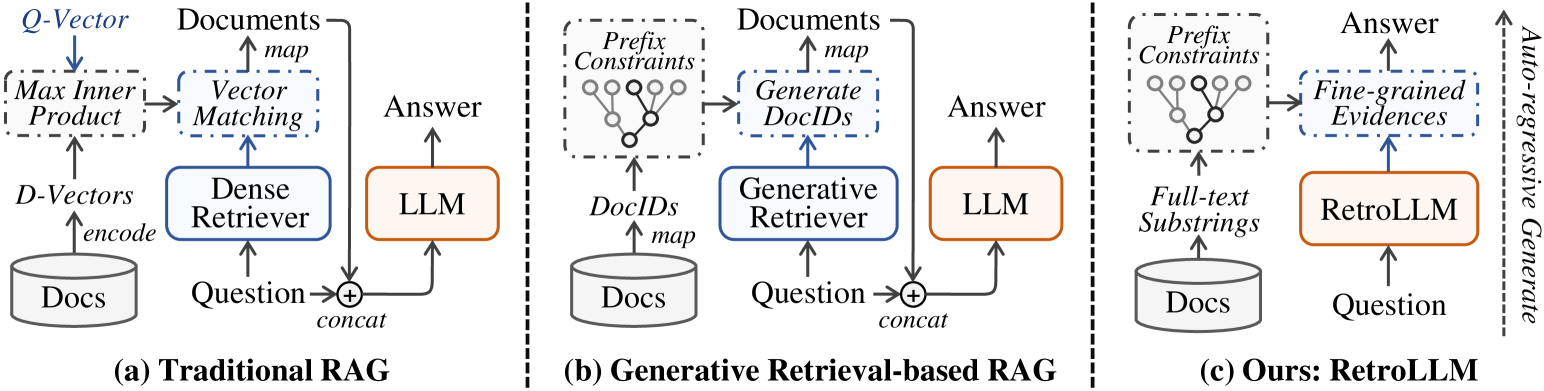 Q-Vector
Max Inner
Product
D-Vectors
encode
Docs
Documents
map
Vector
Matching
Dense
Retriever
Question
concat
Answer
LLM
(a) Traditional RAG
Prefix
Constraints
DocIDs
map
Docs
Documents
map
Generate
DocIDs
Generative
Retriever
Question
concat
Answer
LLM
(b) Generative Retrieval-based RAG
Prefix
Constraints
Full-text
Substrings
Docs
Answer
Fine-grained
Evidences
RetroLLM
Question
Auto-regressive Generate
(c) Ours: RetroLLM